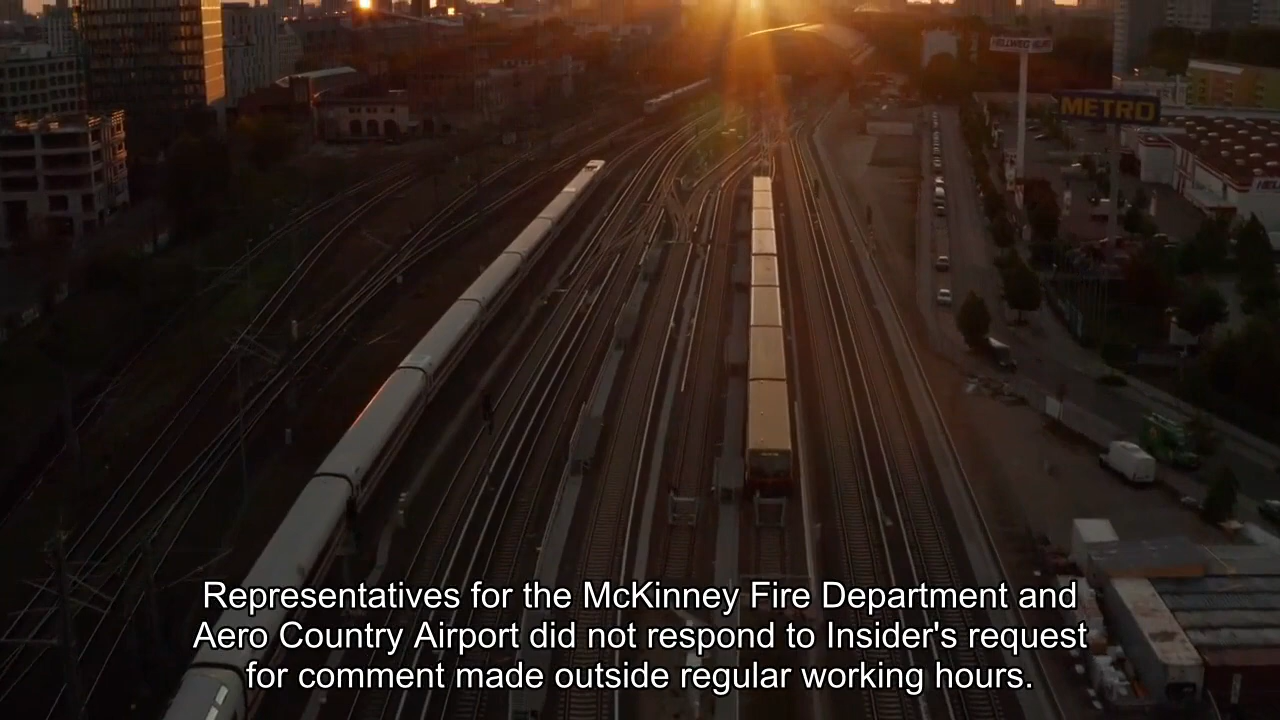 HELLWEG
METRO
Representatives for the McKinney Fire Department and
Aero Country Airport did not respond to Insider's request
for comment made outside regular working hours.